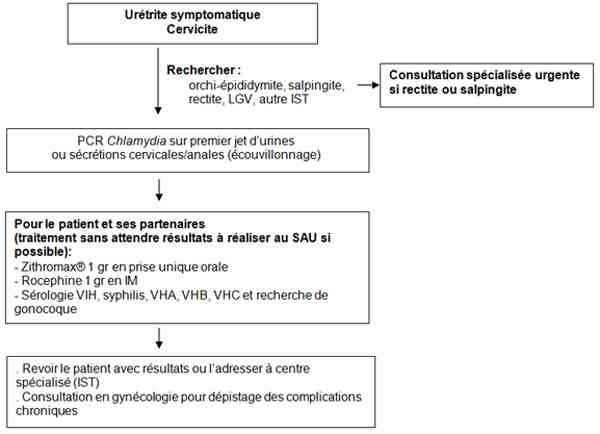 Urétrite symptomatique
Cervicite
Rechercher :
orchi-épididymite, salpingite,
rectite, LGV, autre IST
Consultation spécialisée urgente
si rectite ou salpingite
PCR Chlamydia sur premier jet d'urines
ou sécrétions cervicales/anales (écouvillonnage)
Pour le patient et ses partenaires
(traitement sans attendre résultats à réaliser au SAU si
possible):
- Zithromax® 1 gr en prise unique orale
- Rocephine 1 gr en IM
- Sérologie VIH, syphilis, VHA, VHB, VHC et recherche de
gonocoque
. Revoir le patient avec résultats ou l'adresser à centre
spécialisé (IST)
. Consultation en gynécologie pour dépistage des complications
chroniques